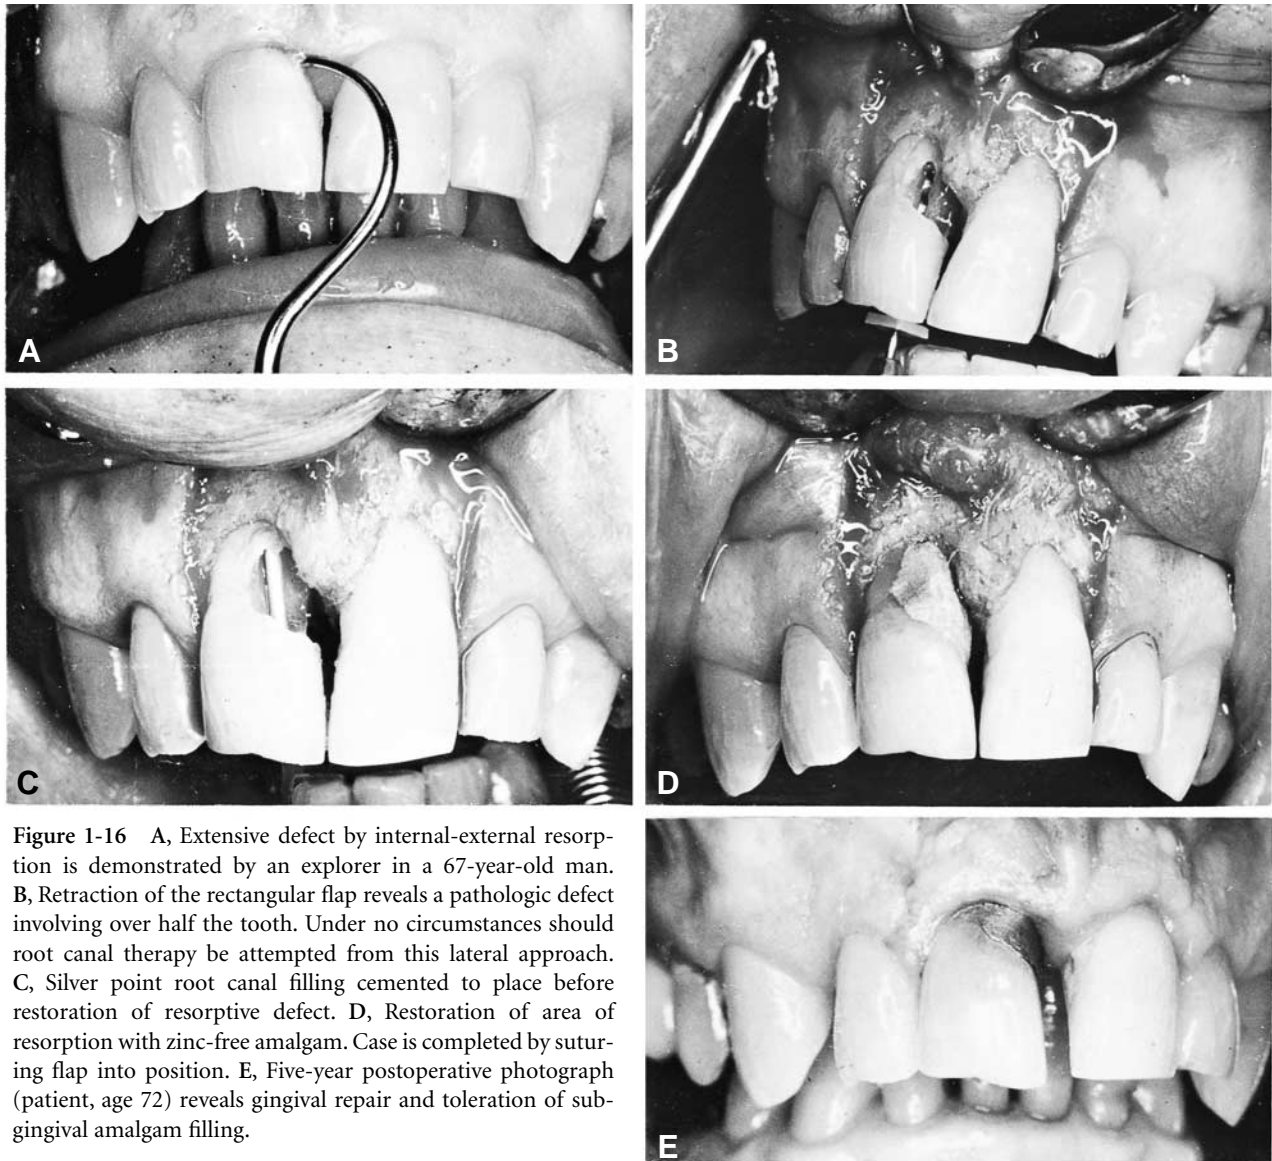 A
B
C
D
E
Figure 1-16 A, Extensive defect by internal-external resorp-
tion is demonstrated by an explorer in a 67-year-old man.
B, Retraction of the rectangular flap reveals a pathologic defect
involving over half the tooth. Under no circumstances should
root canal therapy be attempted from this lateral approach.
C, Silver point root canal filling cemented to place before
restoration of resorptive defect. D, Restoration of area of
resorption with zinc-free amalgam. Case is completed by sutur-
ing flap into position. E, Five-year postoperative photograph
(patient, age 72) reveals gingival repair and toleration of sub-
gingival amalgam filling.